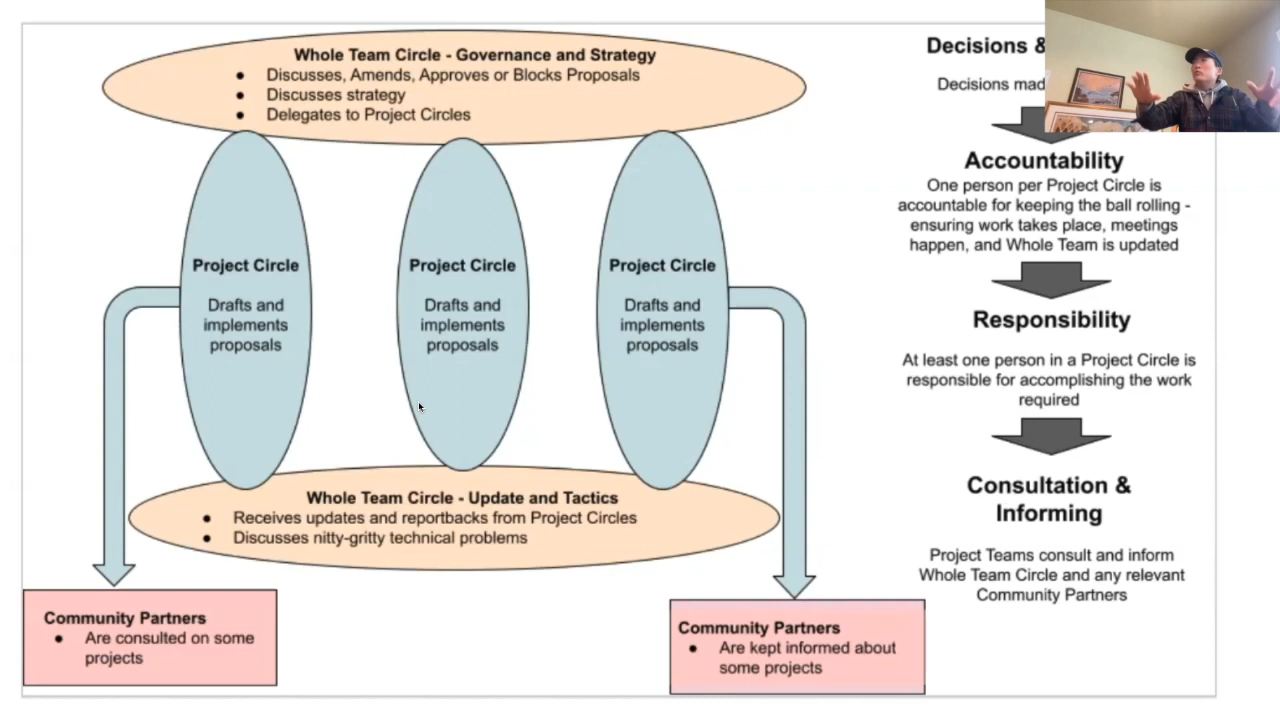 Whole Team Circle - Governance and Strategy
● Discusses, Amends, Approves or Blocks Proposals
● Discusses strategy
● Delegates to Project Circles
Project Circle
Drafts and
implements
proposals
Project Circle
Drafts and
implements
proposals
Project Circle
Drafts and
implements
proposals
Whole Team Circle - Update and Tactics
● Receives updates and reportbacks from Project Circles
● Discusses nitty-gritty technical problems
Community Partners
● Are consulted on some
projects
Community Partners
● Are kept informed about
some projects
Decisions &
Decisions mad
Accountability
One person per Project Circle is
accountable for keeping the ball rolling -
ensuring work takes place, meetings
happen, and Whole Team is updated
Responsibility
At least one person in a Project Circle is
responsible for accomplishing the work
required
Consultation &
Informing
Project Teams consult and inform
Whole Team Circle and any relevant
Community Partners